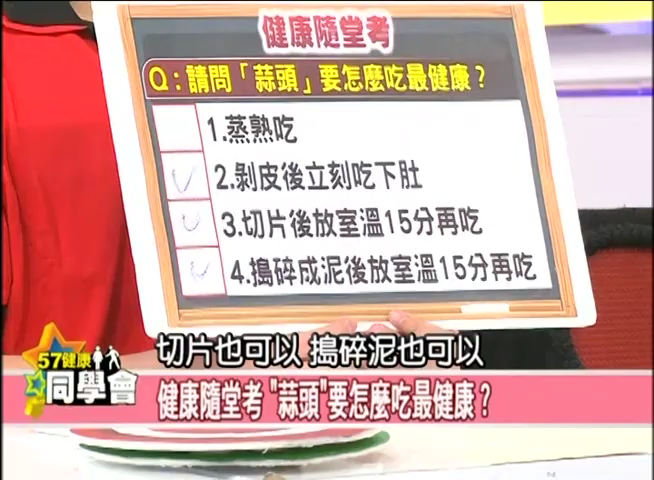 健康隨堂考
Q：請問「蒜頭」要怎麼吃最健康？
1.蒸熟吃
2.剝皮後立刻吃下肚
3.切片後放室溫15分再吃
4.搗碎成泥後放室溫15分再吃
切片也可以 搗碎泥也可以
57健康
同學會
健康隨堂考"蒜頭"要怎麼吃最健康？